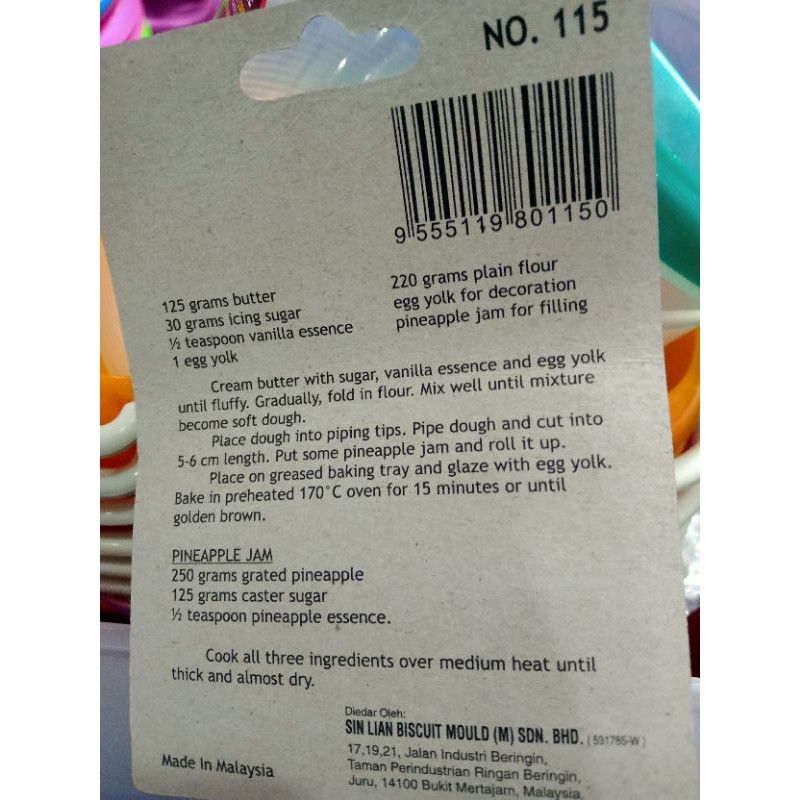 NO. 115
9 555119 801150
125 grams butter
30 grams icing sugar
½ teaspoon vanilla essence
1 egg yolk
220 grams plain flour
egg yolk for decoration
pineapple jam for filling
Cream butter with sugar, vanilla essence and egg yolk
until fluffy. Gradually, fold in flour. Mix well until mixture
become soft dough.
Place dough into piping tips. Pipe dough and cut into
5-6 cm length. Put some pineapple jam and roll it up.
Place on greased baking tray and glaze with egg yolk.
Bake in preheated 170°C oven for 15 minutes or until
golden brown.
PINEAPPLE JAM
250 grams grated pineapple
125 grams caster sugar
½ teaspoon pineapple essence.
Cook all three ingredients over medium heat until
thick and almost dry.
Diedar Oleh:
SIN LIAN BISCUIT MOULD (M) SDN. BHD. (531785-W)
17,19,21, Jalan Industri Beringin,
Taman Perindustrian Ringan Beringin,
Juru, 14100 Bukit Mertajam, Malaysia.
Made In Malaysia